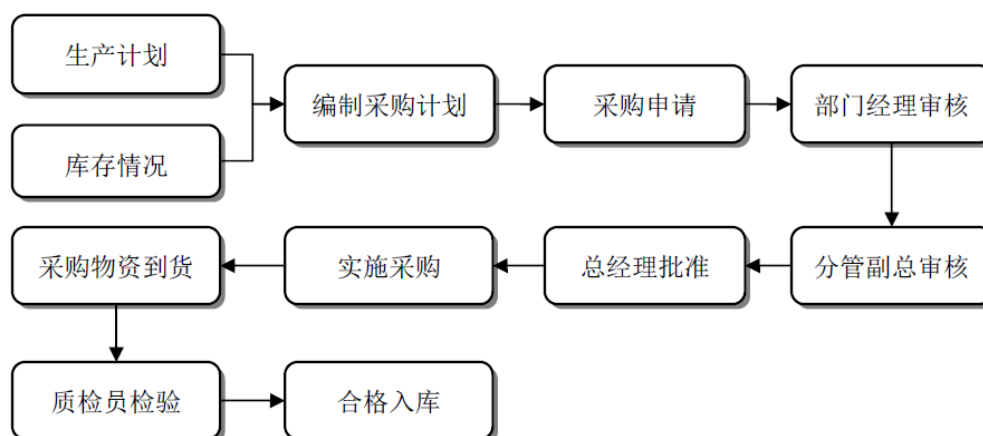 生产计划
库存情况
编制采购计划
采购申请
部门经理审核
分管副总审核
总经理批准
实施采购
采购物资到货
质检员检验
合格入库